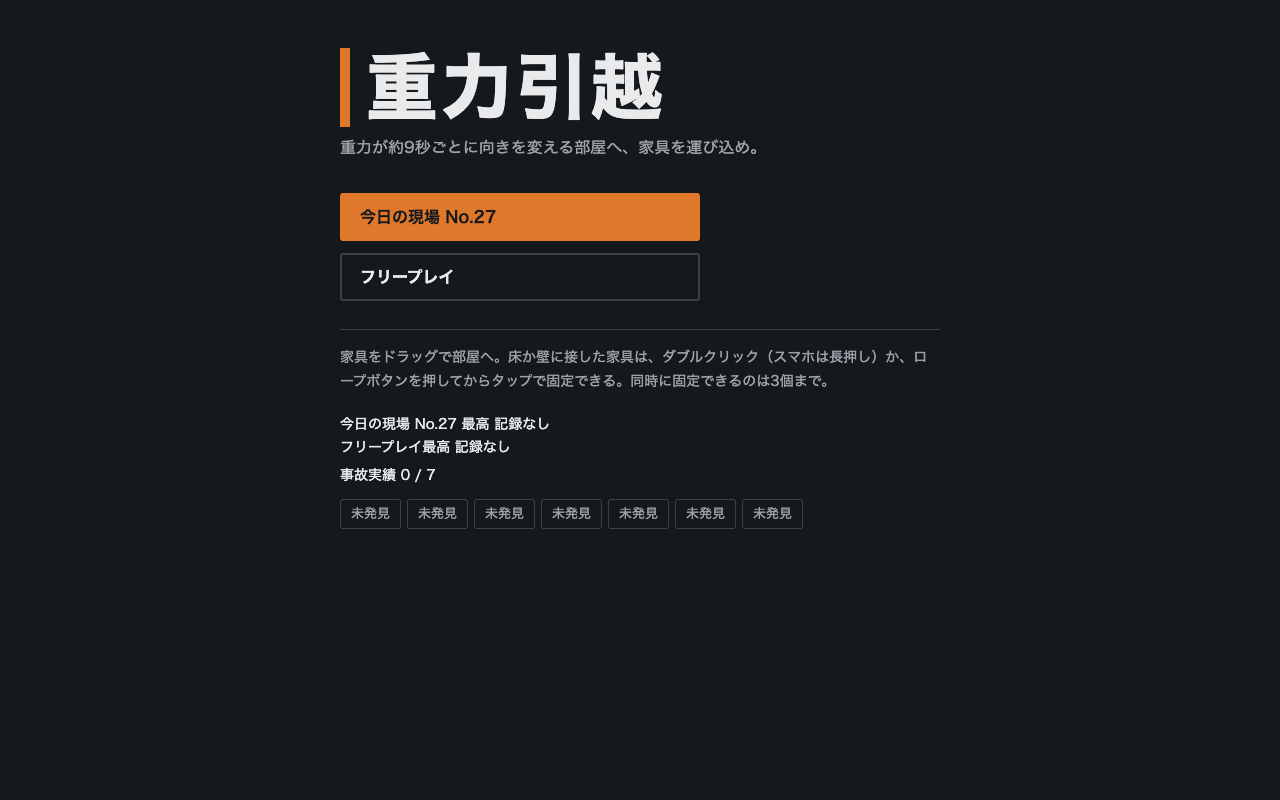 重力引越
重力が約9秒ごとに向きを変える部屋へ、家具を運び込め。
今日の現場 No.27
フリープレイ
家具をドラッグで部屋へ。床か壁に接した家具は、ダブルクリック（スマホは長押し）か、ロ
ープボタンを押してからタップで固定できる。同時に固定できるのは3個まで。
今日の現場 No.27 最高 記録なし
フリープレイ最高 記録なし
事故実績 0 / 7
未発見 未発見 未発見 未発見 未発見 未発見 未発見